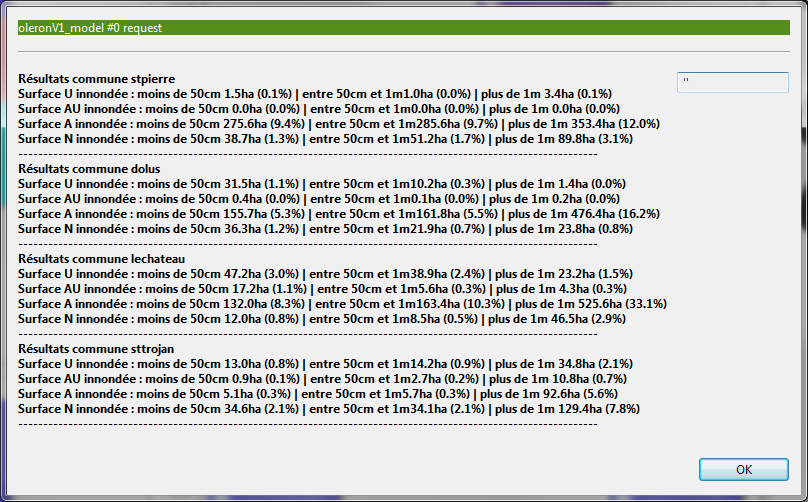 oleronV1_model #0 request
Résultats commune stpierre
''
Surface U innondée : moins de 50cm 1.5ha (0.1%) | entre 50cm et 1m1.0ha (0.0%) | plus de 1m 3.4ha (0.1%)
Surface AU innondée : moins de 50cm 0.0ha (0.0%) | entre 50cm et 1m0.0ha (0.0%) | plus de 1m 0.0ha (0.0%)
Surface A innondée : moins de 50cm 275.6ha (9.4%) | entre 50cm et 1m285.6ha (9.7%) | plus de 1m 353.4ha (12.0%)
Surface N innondée : moins de 50cm 38.7ha (1.3%) | entre 50cm et 1m51.2ha (1.7%) | plus de 1m 89.8ha (3.1%)
--------------------------------------------------------------------------------------------------------------------
Résultats commune dolus
Surface U innondée : moins de 50cm 31.5ha (1.1%) | entre 50cm et 1m10.2ha (0.3%) | plus de 1m 1.4ha (0.0%)
Surface AU innondée : moins de 50cm 0.4ha (0.0%) | entre 50cm et 1m0.1ha (0.0%) | plus de 1m 0.2ha (0.0%)
Surface A innondée : moins de 50cm 155.7ha (5.3%) | entre 50cm et 1m161.8ha (5.5%) | plus de 1m 476.4ha (16.2%)
Surface N innondée : moins de 50cm 36.3ha (1.2%) | entre 50cm et 1m21.9ha (0.7%) | plus de 1m 23.8ha (0.8%)
--------------------------------------------------------------------------------------------------------------------
Résultats commune lechateau
Surface U innondée : moins de 50cm 47.2ha (3.0%) | entre 50cm et 1m38.9ha (2.4%) | plus de 1m 23.2ha (1.5%)
Surface AU innondée : moins de 50cm 17.2ha (1.1%) | entre 50cm et 1m5.6ha (0.3%) | plus de 1m 4.3ha (0.3%)
Surface A innondée : moins de 50cm 132.0ha (8.3%) | entre 50cm et 1m163.4ha (10.3%) | plus de 1m 525.6ha (33.1%)
Surface N innondée : moins de 50cm 12.0ha (0.8%) | entre 50cm et 1m8.5ha (0.5%) | plus de 1m 46.5ha (2.9%)
--------------------------------------------------------------------------------------------------------------------
Résultats commune sttrojan
Surface U innondée : moins de 50cm 13.0ha (0.8%) | entre 50cm et 1m14.2ha (0.9%) | plus de 1m 34.8ha (2.1%)
Surface AU innondée : moins de 50cm 0.9ha (0.1%) | entre 50cm et 1m2.7ha (0.2%) | plus de 1m 10.8ha (0.7%)
Surface A innondée : moins de 50cm 5.1ha (0.3%) | entre 50cm et 1m5.7ha (0.3%) | plus de 1m 92.6ha (5.6%)
Surface N innondée : moins de 50cm 34.6ha (2.1%) | entre 50cm et 1m34.1ha (2.1%) | plus de 1m 129.4ha (7.8%)
--------------------------------------------------------------------------------------------------------------------
OK